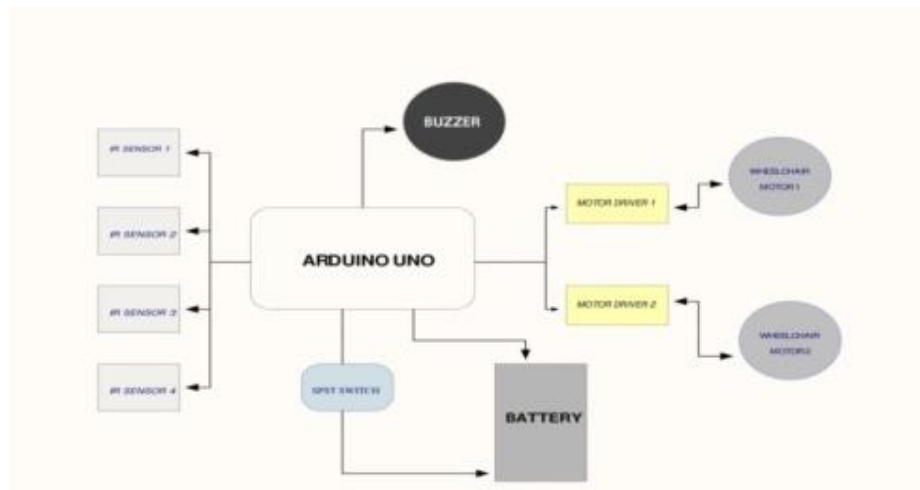 BUZZER
IR SENSOR 1
WHEELCHAIR
MOTOR1
IR SENSOR 2
MOTOR DRIVER 1
ARDUINO UNO
IR SENSOR 3
MOTOR DRIVER 2
WHEELCHAIR
MOTOR2
IR SENSOR 4
SPST SWITCH
BATTERY